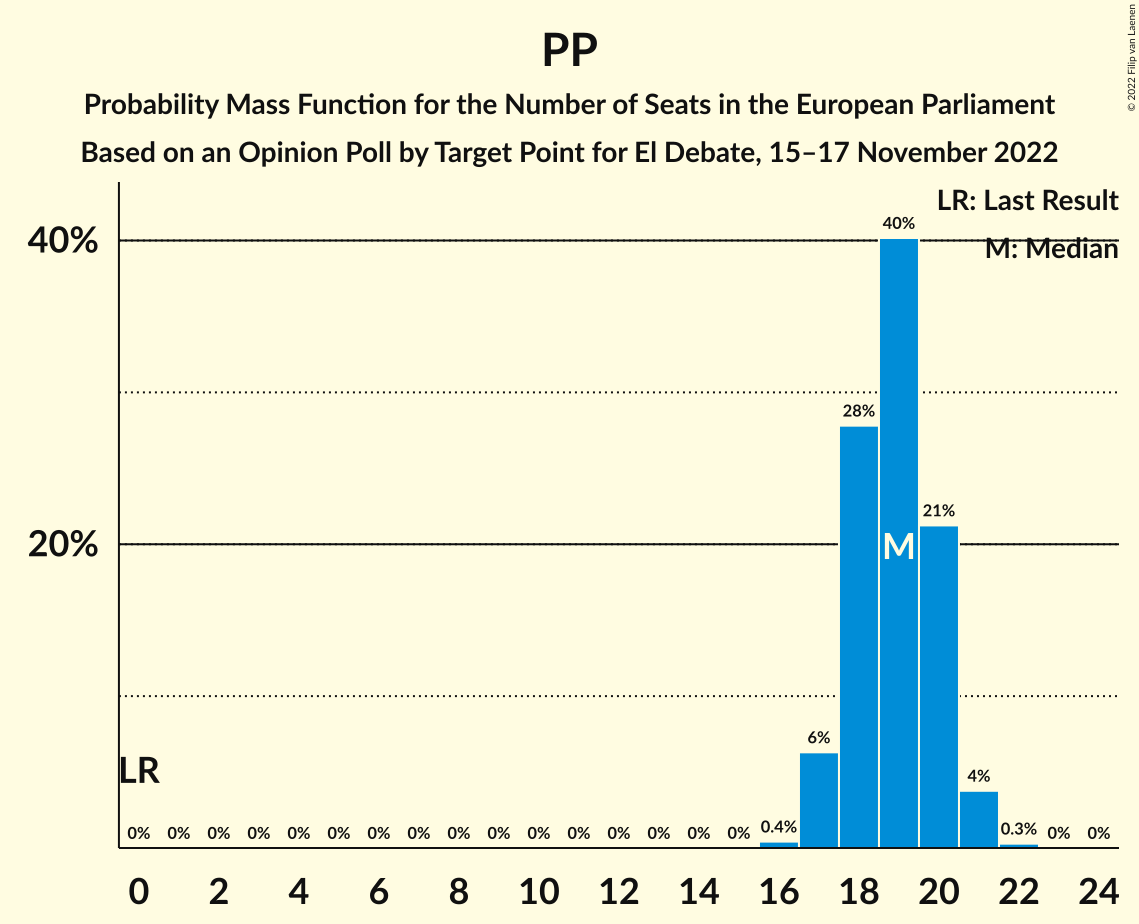 PP
Probability Mass Function for the Number of Seats in the European Parliament
Based on an Opinion Poll by Target Point for El Debate, 15–17 November 2022
© 2022 Filip van Laenen
LR: Last Result
M: Median
40%
20%
40%
28%
21%
M
6%
4%
LR
0% 0% 0% 0% 0% 0% 0% 0% 0% 0% 0% 0% 0% 0% 0% 0% 0.4% 0.3% 0% 0%
0 2 4 6 8 10 12 14 16 18 20 22 24